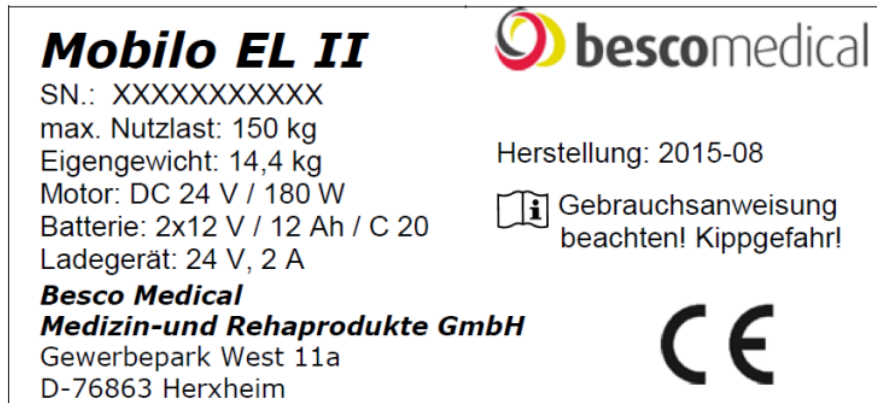 Mobilo EL II
SN.: XXXXXXXXXXX
max. Nutzlast: 150 kg
Eigengewicht: 14,4 kg
Motor: DC 24 V / 180 W
Batterie: 2x12 V / 12 Ah / C 20
Ladegerät: 24 V, 2 A
Besco Medical
Medizin-und Rehaprodukte GmbH
Gewerbepark West 11a
D-76863 Herxheim
bescomedical
Herstellung: 2015-08
i Gebrauchsanweisung
beachten! Kippgefahr!
CE